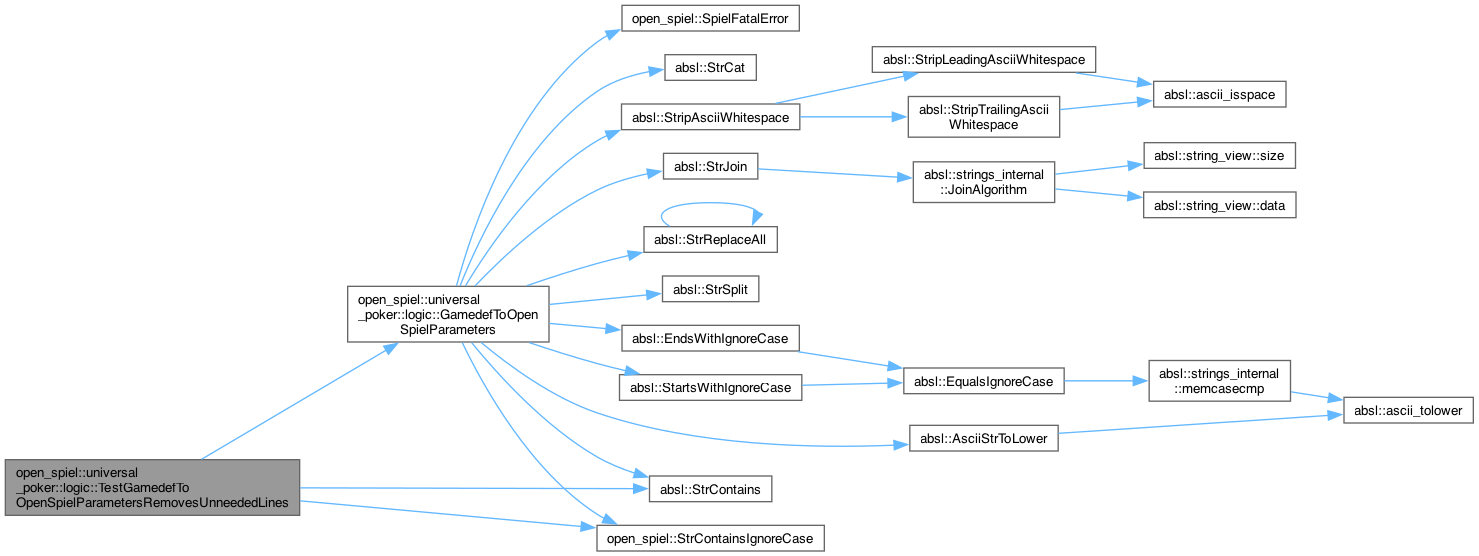 open_spiel::SpielFatalError
absl::StrCat
absl::StripLeadingAsciiWhitespace
absl::ascii_isspace
absl::StripAsciiWhitespace
absl::StripTrailingAscii
Whitespace
absl::StrJoin
absl::strings_internal
::JoinAlgorithm
absl::string_view::size
absl::string_view::data
absl::StrReplaceAll
absl::StrSplit
open_spiel::universal
_poker::logic::GamedefToOpen
SpielParameters
absl::EndsWithIgnoreCase
absl::StartsWithIgnoreCase
absl::EqualsIgnoreCase
absl::strings_internal
::memcasecmp
absl::ascii_tolower
absl::AsciiStrToLower
open_spiel::universal
_poker::logic::TestGamedefTo
OpenSpielParametersRemovesUnneededLines
absl::StrContains
open_spiel::StrContainsIgnoreCase